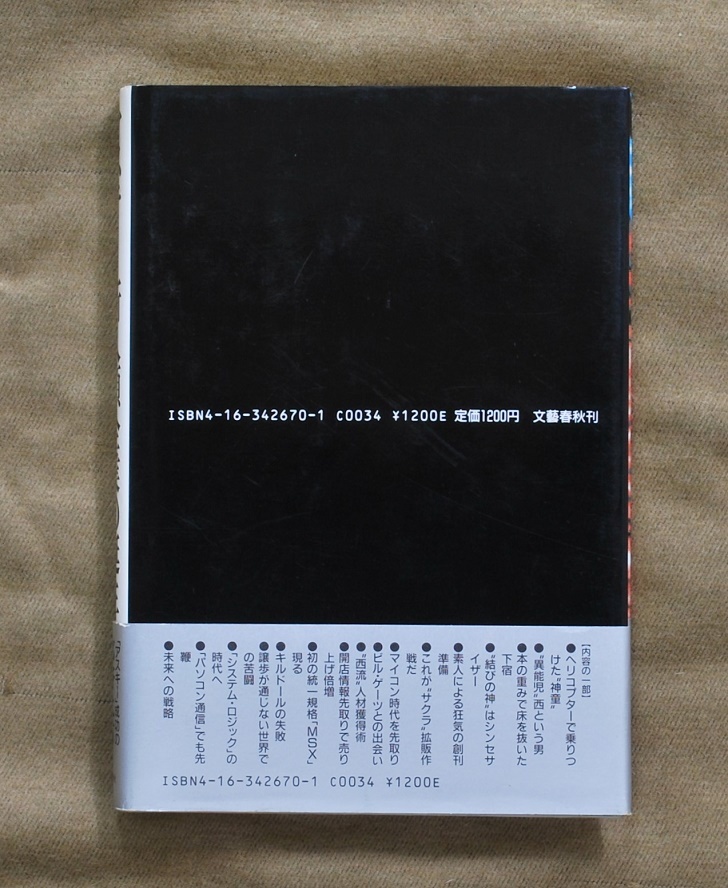 ISBN4-16-342670-1 C0034 ¥1200E 定価1200円 文藝春秋刊
[内容の一部]
●ヘリコプターで乗りつ
けた“神童”
●“異能児”西という男
●本の重みで床を抜いた
下宿
●“結びの神”はシンセサ
イザー
●素人による狂気の創刊
準備
●これが“サクラ”拡販作
戦だ
●マイコン時代を先取り
●ビル・ゲーツとの出会い
●“西流”人材獲得術
●開店情報先取りで売り
上げ倍増
●初の統一規格「MSX」
現る
●キルドールの失敗
●譲歩が通じない世界で
の苦闘
●「システム・ロジック」の
時代へ
●「パソコン通信」でも先
鞭
●未来への戦略
ISBN4-16-342670-1 C0034 ¥1200E